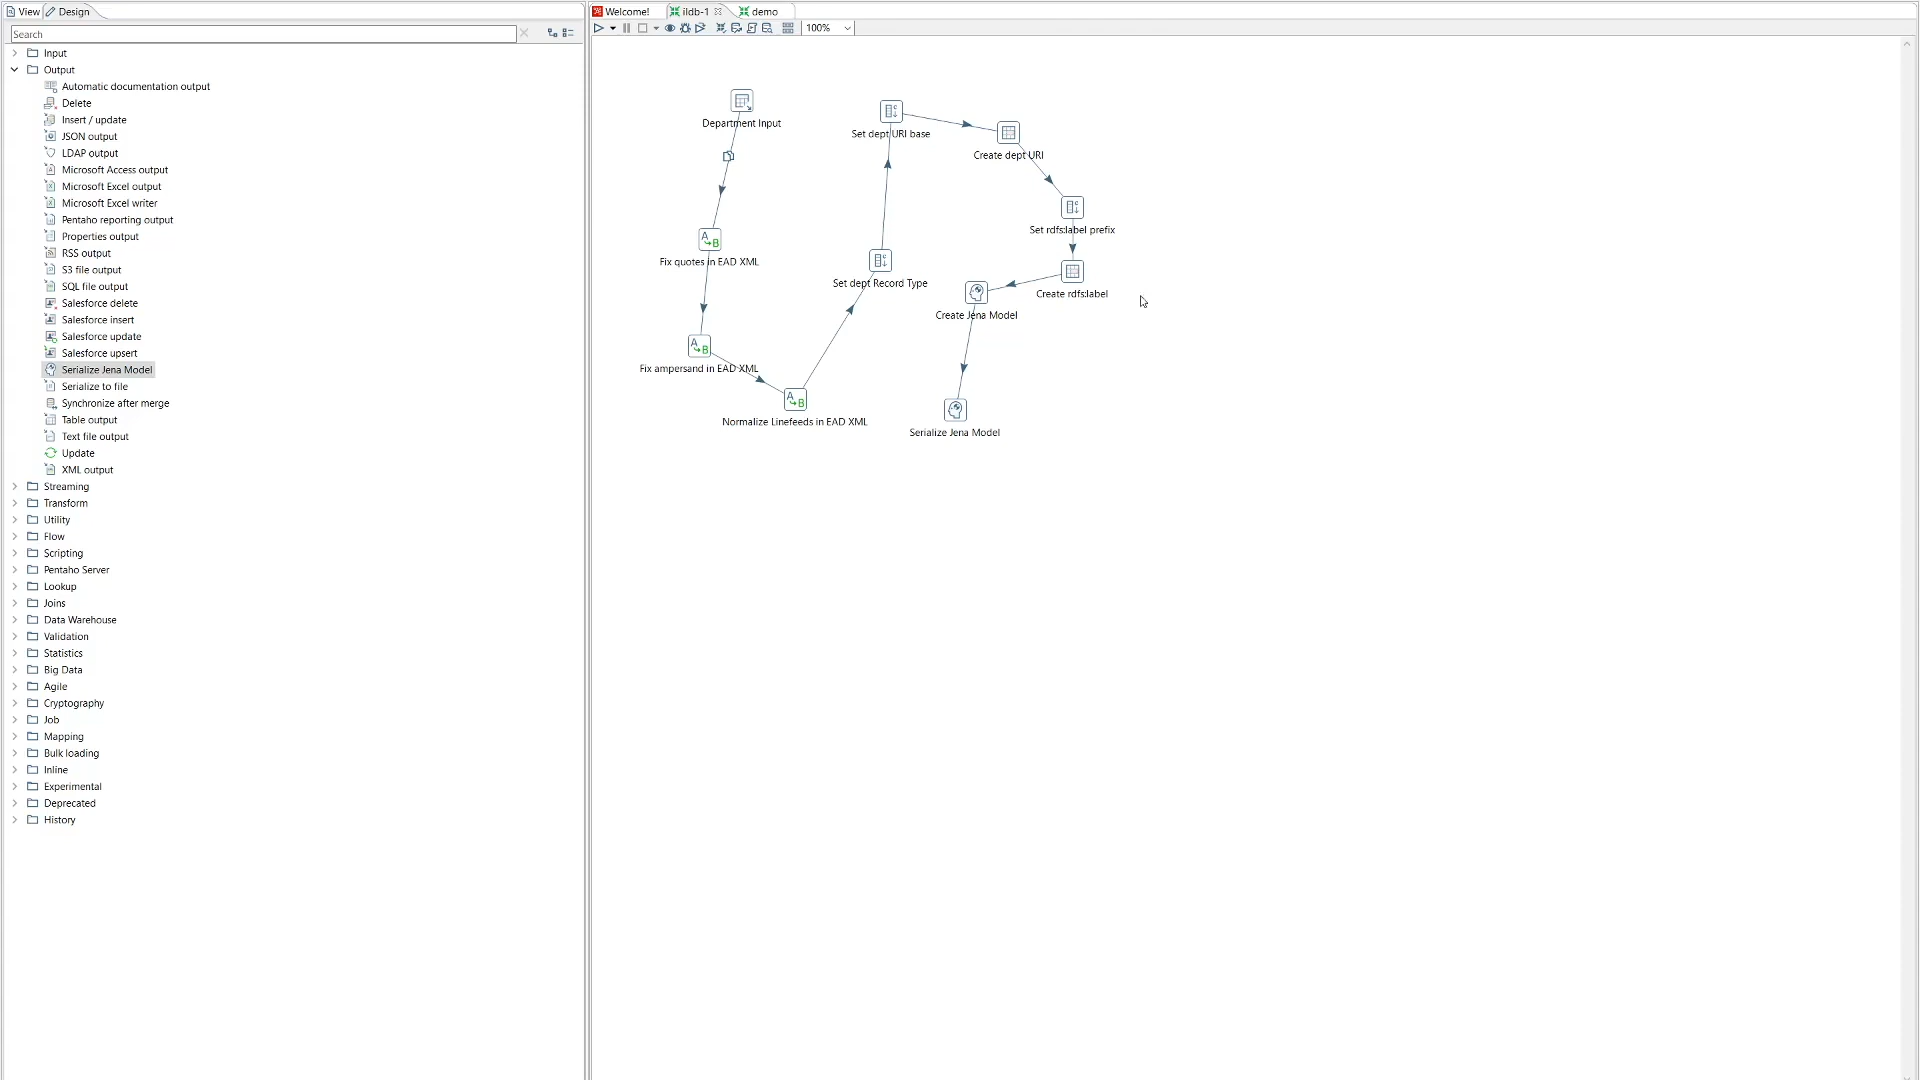 View
Design
Search
Input
Output
Automatic documentation output
Delete
Insert / update
JSON output
LDAP output
Microsoft Access output
Microsoft Excel output
Microsoft Excel writer
Pentaho reporting output
Properties output
RSS output
S3 file output
SQL file output
Salesforce delete
Salesforce insert
Salesforce update
Salesforce upsert
Serialize Jena Model
Serialize to file
Synchronize after merge
Table output
Text file output
Update
XML output
Streaming
Transform
Utility
Flow
Scripting
Pentaho Server
Lookup
Joins
Data Warehouse
Validation
Statistics
Big Data
Agile
Cryptography
Job
Mapping
Bulk loading
Inline
Experimental
Deprecated
History
Welcome!
ildb-1
demo
100%
Department Input
Fix quotes in EAD XML
Fix ampersand in EAD XML
Normalize Linefeeds in EAD XML
Set dept Record Type
Set dept URI base
Create dept URI
Set rdfs:label prefix
Create rdfs:label
Create Jena Model
Serialize Jena Model